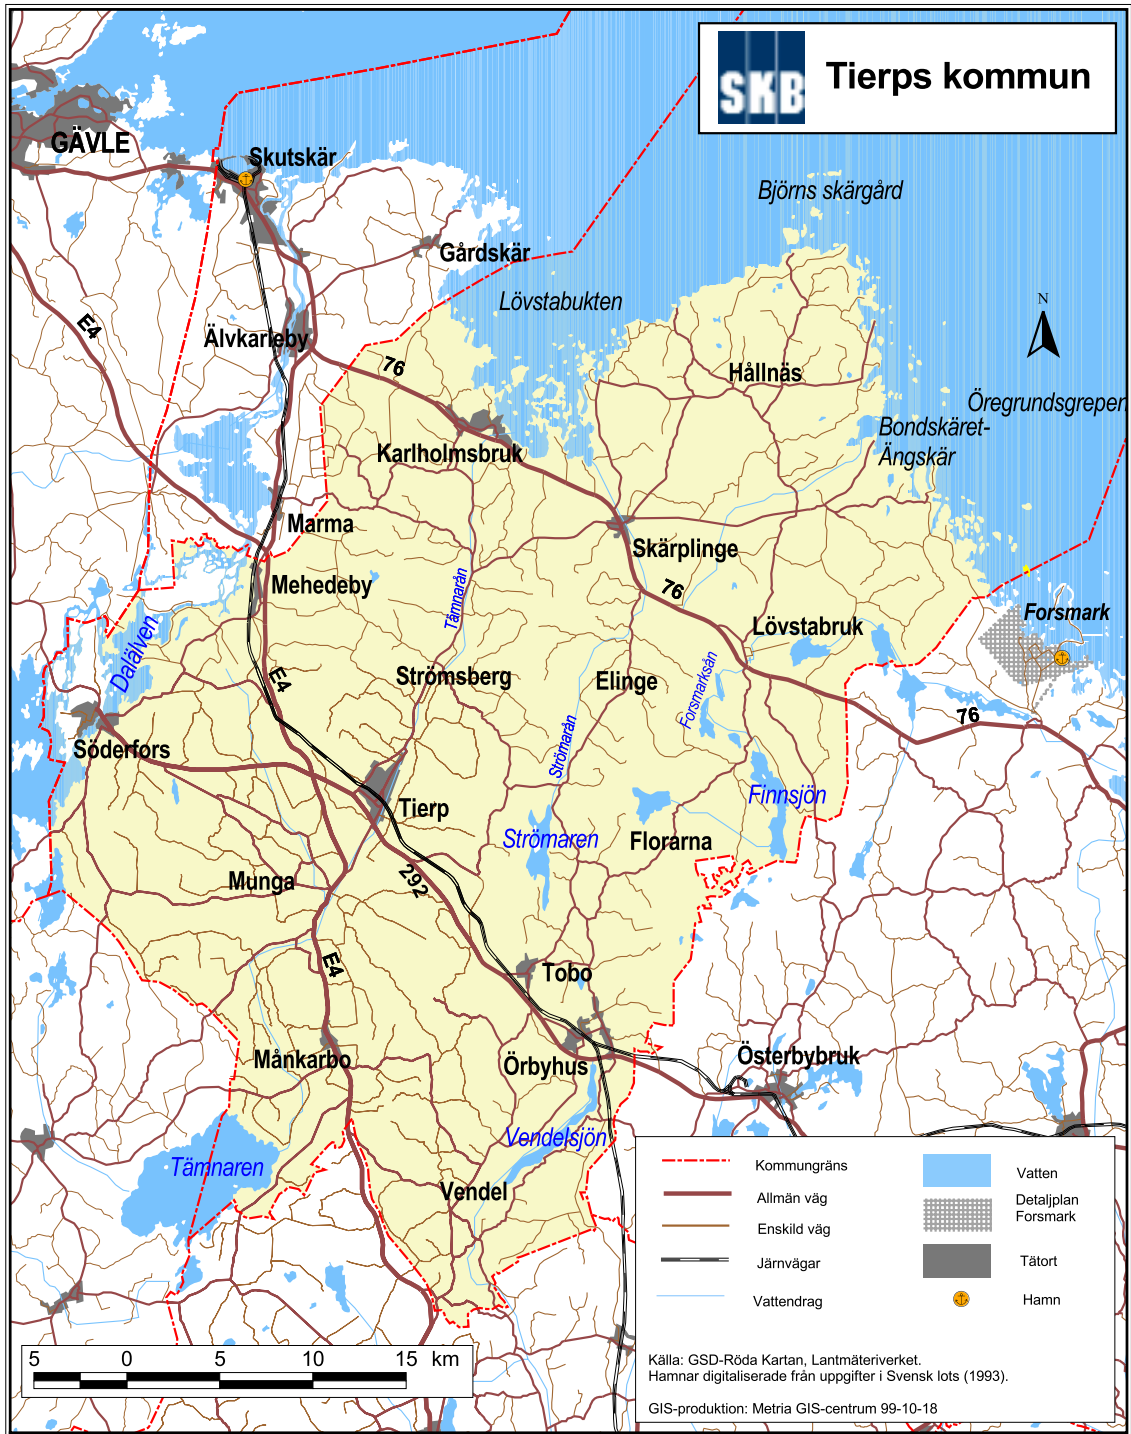 SKB
Tierps kommun
GÄVLE
Skutskär
Björns skärgård
Gårdskär
Lövstabukten
N
E4
Älvkarleby
76
Hållnäs
Öregrundsgrepen
Bondskäret-
Ängskär
Karlholmsbruk
Marma
Skärplinge
Mehedeby
Tämnarån
76
Forsmark
Dalälven
Lövstabruk
E4
Strömsberg
Elinge
Forsmarksån
76
Söderfors
Strömarån
Tierp
Finnsjön
Strömaren
Florarna
Munga
292
E4
Tobo
Månkarbo
Örbyhus
Österbybruk
Vendelsjön
Tämnaren
Vendel
Kommungräns
Allmän väg
Enskild väg
Järnvägar
Vattendrag
Vatten
Detaljplan
Forsmark
Tätort
Hamn
5 0 5 10 15 km
Källa: GSD-Röda Kartan, Lantmäteriverket.
Hamnar digitaliserade från uppgifter i Svensk lots (1993).
GIS-produktion: Metria GIS-centrum 99-10-18